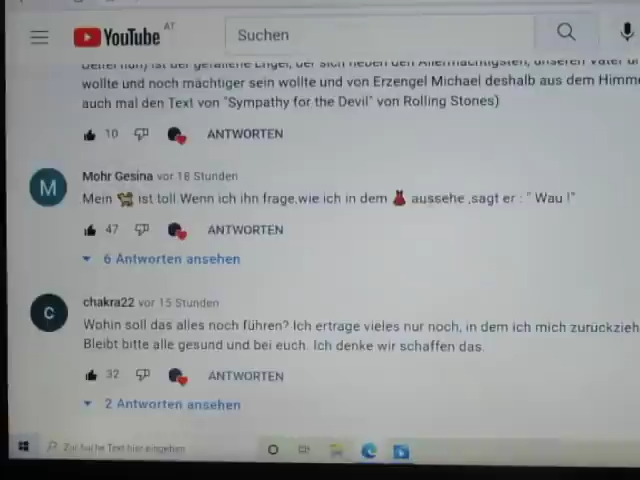 YouTube AT
Suchen
wollte und noch mächtiger sein wollte und von Erzengel Michael deshalb aus dem Himme
auch mal den Text von "Sympathy for the Devil" von Rolling Stones)
10 ANTWORTEN
M
Mohr Gesina vor 18 Stunden
Mein 🐕 ist toll.Wenn ich ihn frage,wie ich in dem 👗 aussehe ,sagt er : " Wau !"
47 ANTWORTEN
6 Antworten ansehen
C
chakra22 vor 15 Stunden
Wohin soll das alles noch führen? Ich ertrage vieles nur noch, in dem ich mich zurückzieh
Bleibt bitte alle gesund und bei euch. Ich denke wir schaffen das.
32 ANTWORTEN
2 Antworten ansehen
Zur Suche Text hier eingeben